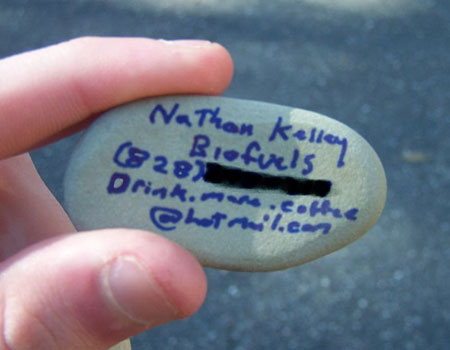 Nathan Kelley
Biofuels
(828)
Drink.more.coffee
@hotmail.com